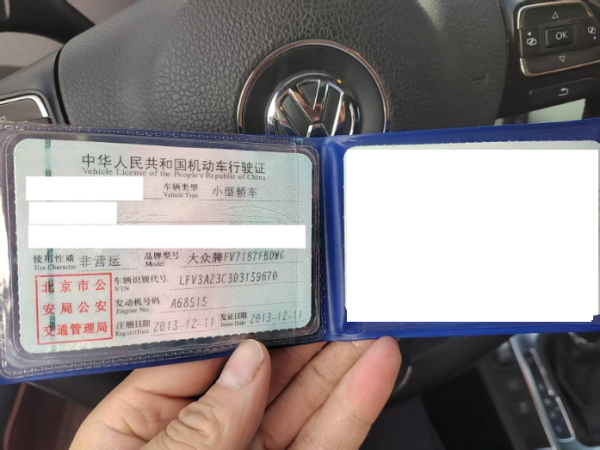 OK
中华人民共和国机动车行驶证
Vehicle License of the People's Republic of China
车辆类型 小型轿车
Vehicle Type
使用性质 非营运 品牌型号 大众牌FV7187FBDWG
Use Character
北京市公安局公安交通管理局
车辆识别代号 LFV3A23C3D3159670
VIN
发动机号码 A68515
Engine No.
注册日期 2013-12-11 发证日期 2013-12-11
Register Date Issue Date